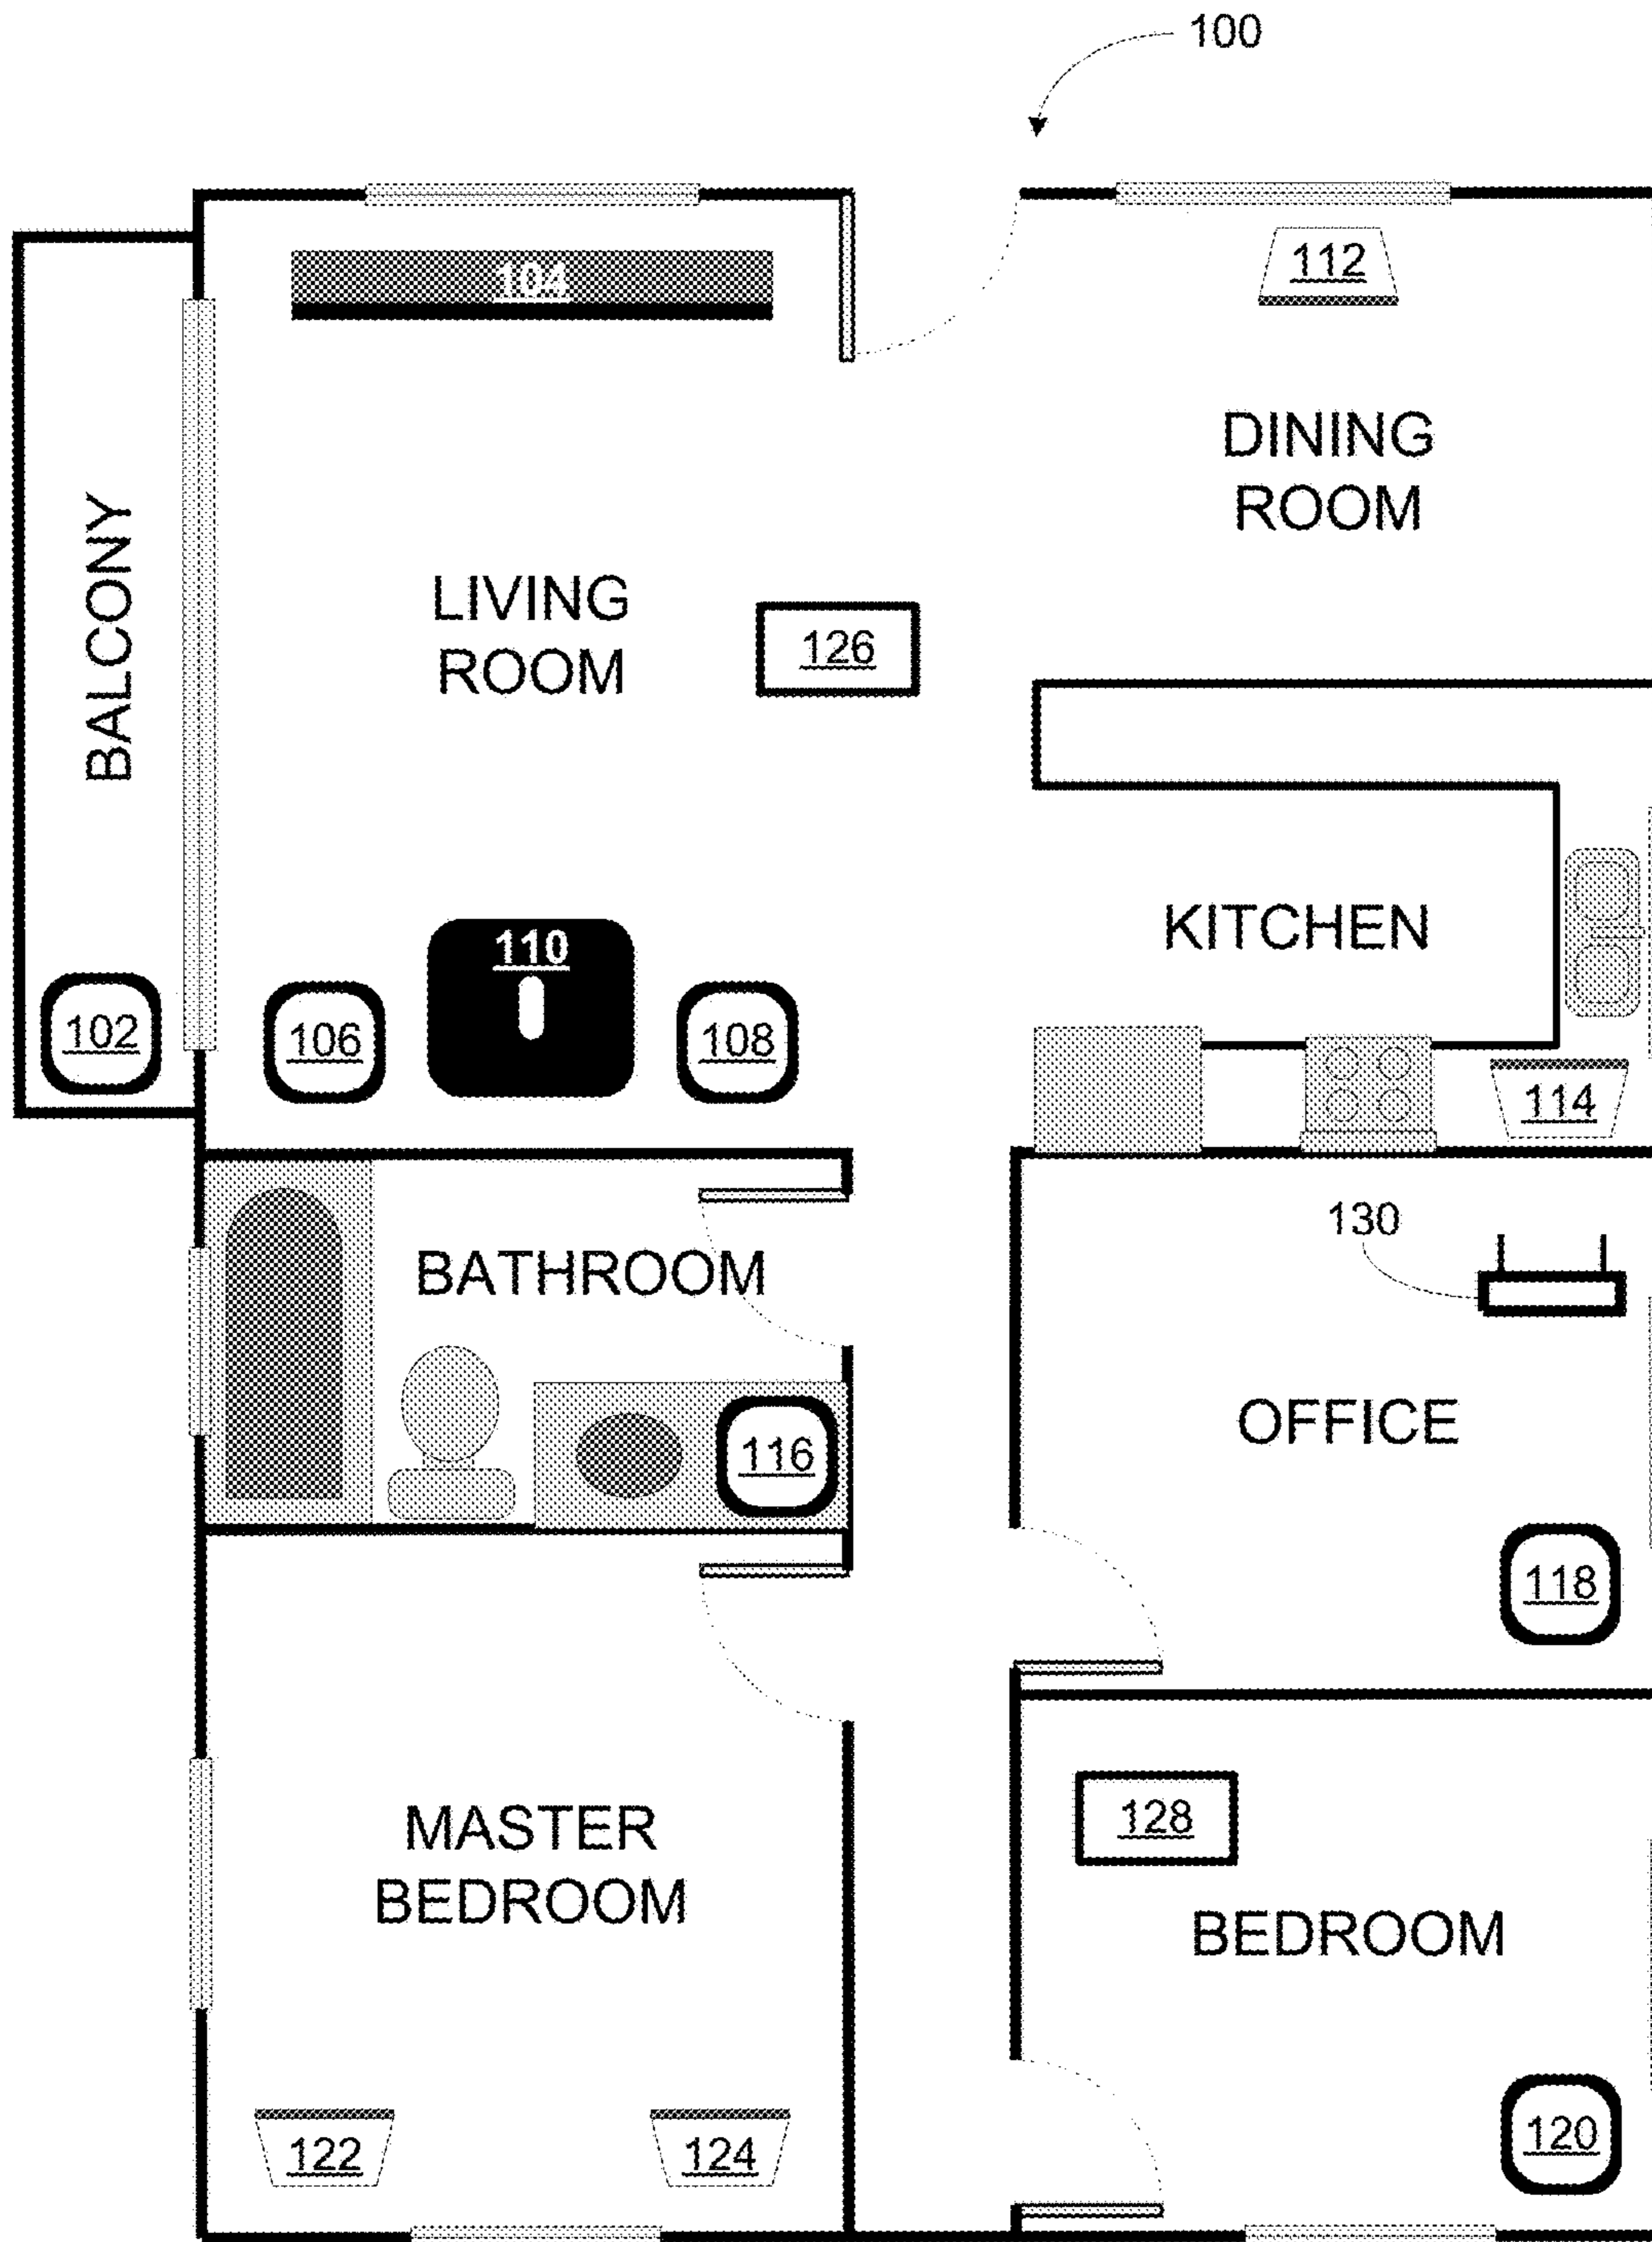 100
104
112
DINING
ROOM
BALCONY
LIVING
ROOM
126
KITCHEN
110
102
106
108
114
130
BATHROOM
OFFICE
116
118
128
MASTER
BEDROOM
BEDROOM
122
124
120